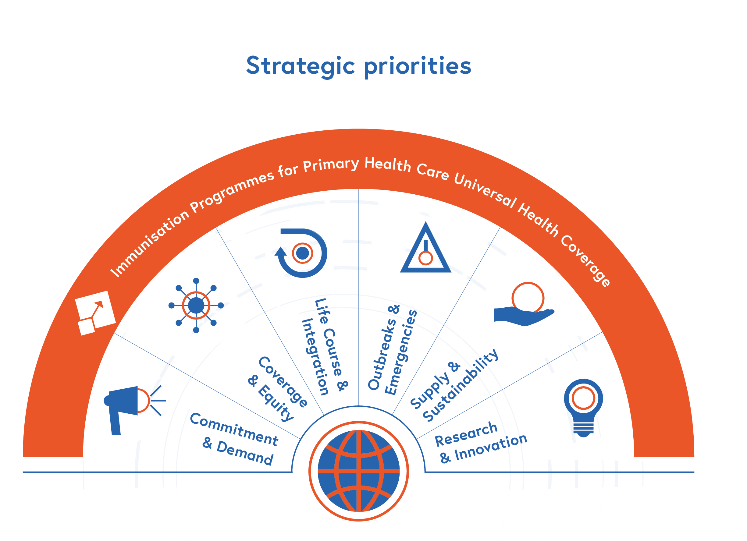 Strategic priorities
Immunisation Programmes for Primary Health Care Universal Health Coverage
Commitment
& Demand
Coverage
& Equity
Life Course &
Integration
Outbreaks &
Emergencies
Supply &
Sustainability
Research
& Innovation